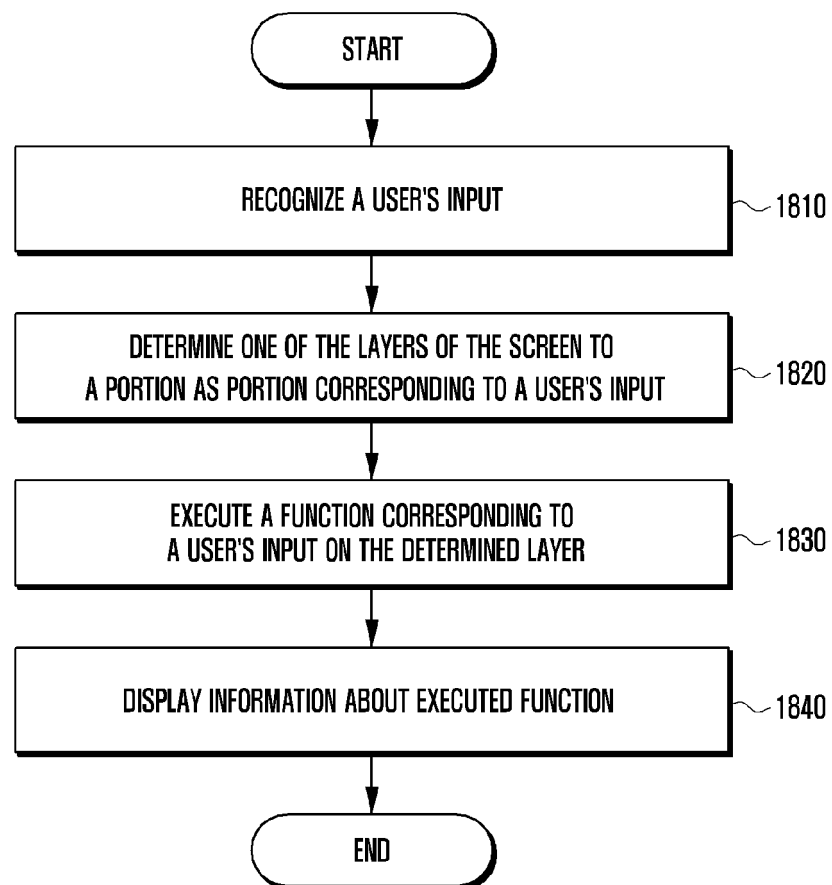 START
RECOGNIZE A USER'S INPUT
1810
DETERMINE ONE OF THE LAYERS OF THE SCREEN TO
A PORTION AS PORTION CORRESPONDING TO A USER'S INPUT
1820
EXECUTE A FUNCTION CORRESPONDING TO
A USER'S INPUT ON THE DETERMINED LAYER
1830
DISPLAY INFORMATION ABOUT EXECUTED FUNCTION
1840
END